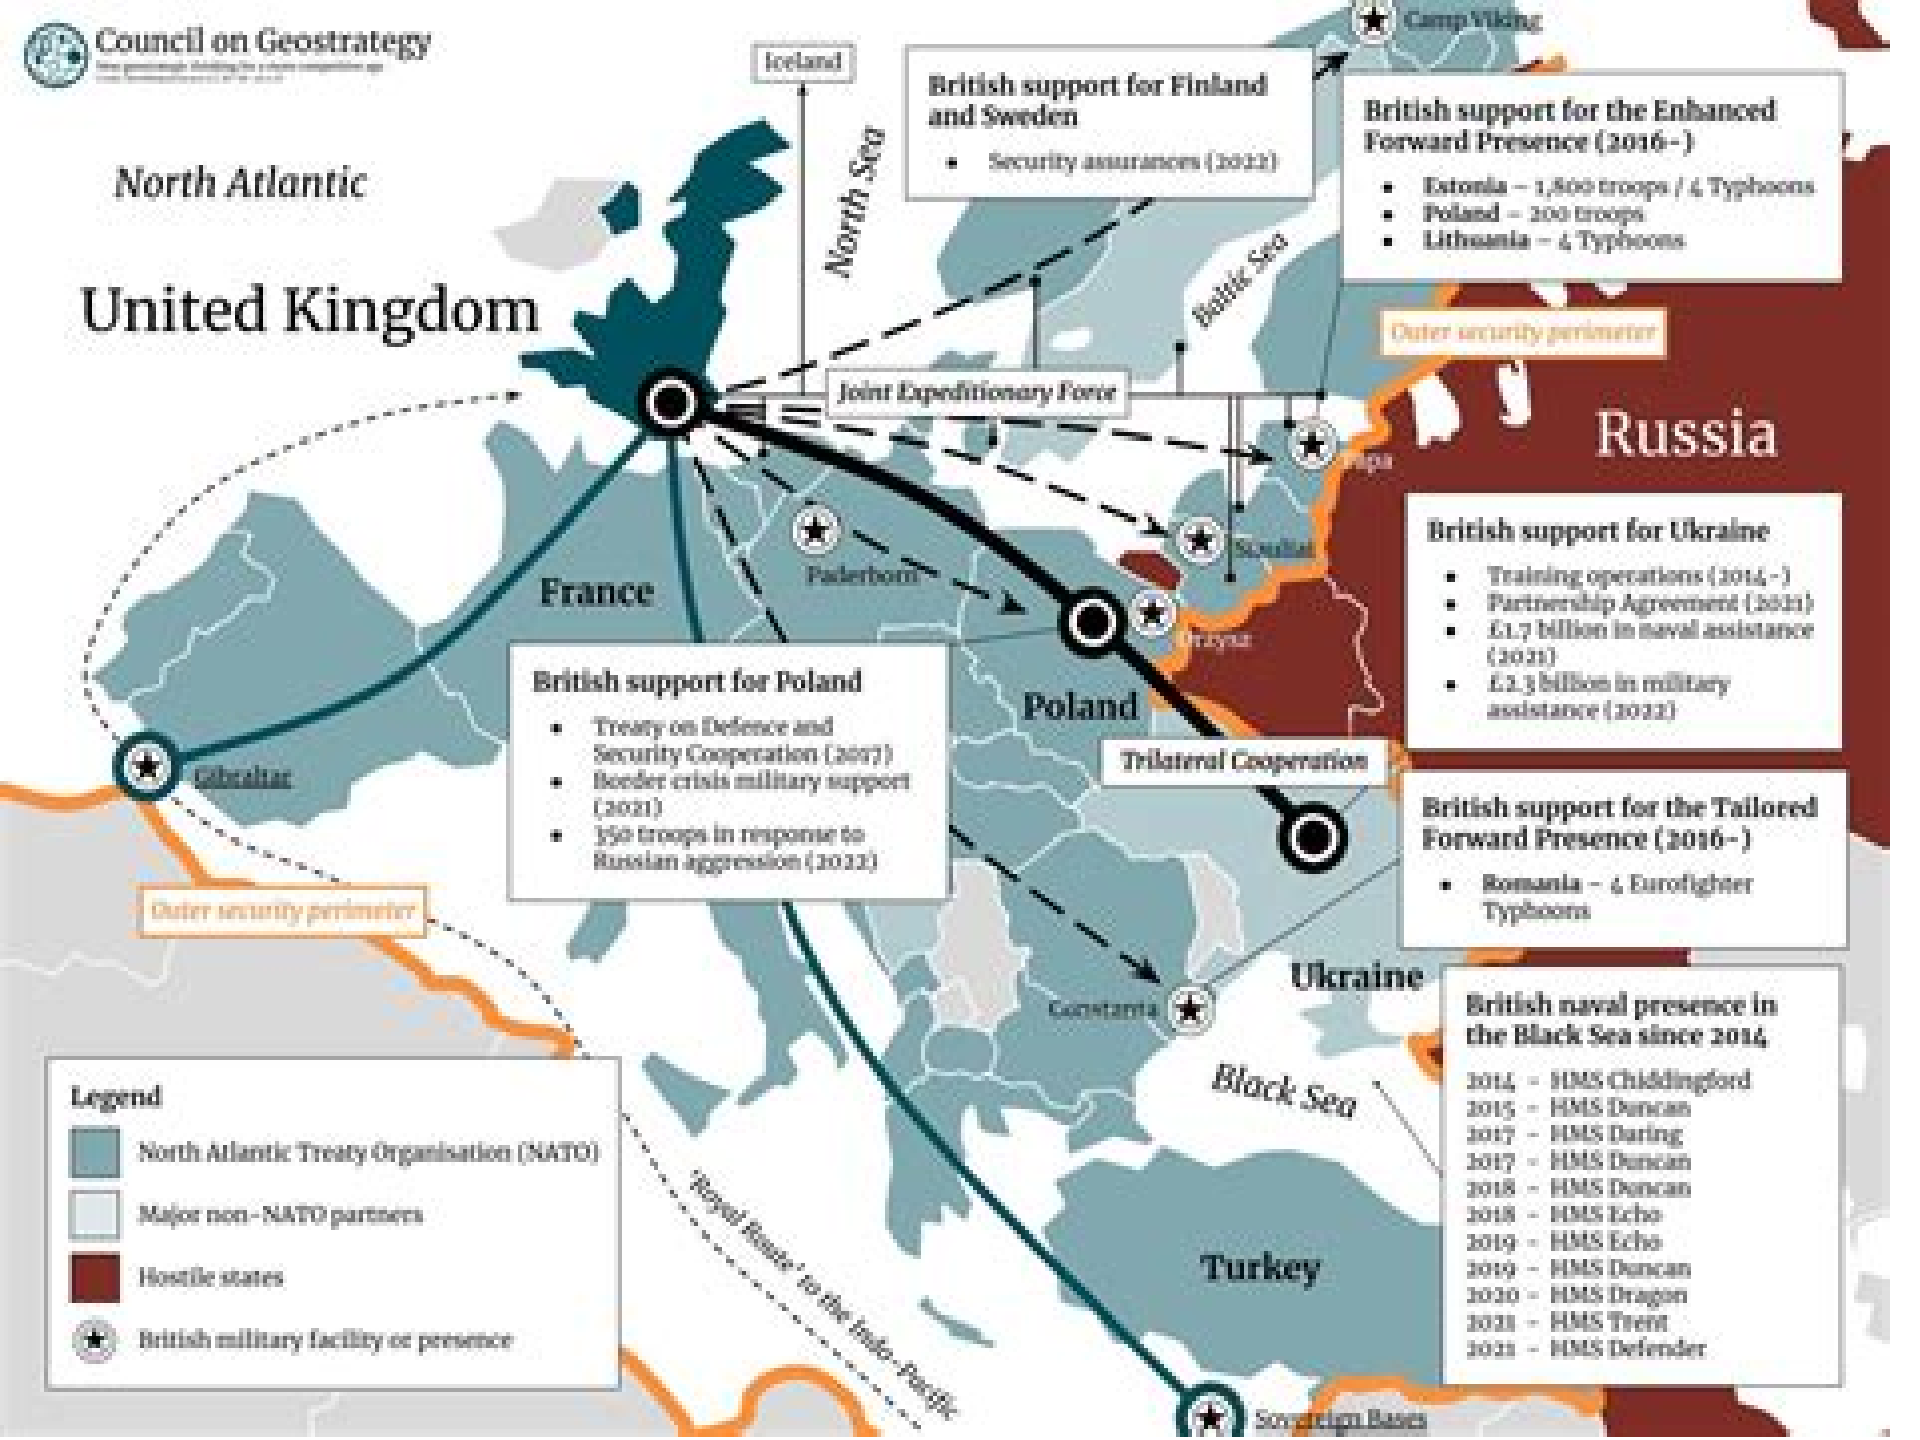 Council on Geostrategy
North Atlantic
United Kingdom
Iceland
North Sea
British support for Finland
and Sweden
• Security assurances (2022)
Camp Viking
British support for the Enhanced
Forward Presence (2016-)
• Estonia – 1,800 troops / 4 Typhoons
• Poland – 200 troops
• Lithuania – 4 Typhoons
Baltic Sea
Outer security perimeter
Joint Expeditionary Force
Russia
France
Paderborn
British support for Ukraine
• Training operations (2014-)
• Partnership Agreement (2021)
• £1.7 billion in naval assistance
(2021)
• £2.3 billion in military
assistance (2022)
British support for Poland
• Treaty on Defence and
Security Cooperation (2017)
• Border crisis military support
(2021)
• 350 troops in response to
Russian aggression (2022)
Poland
Trilateral Cooperation
Gibraltar
British support for the Tailored
Forward Presence (2016-)
• Romania – 4 Eurofighter
Typhoons
Outer security perimeter
Ukraine
Constanta
Black Sea
British naval presence in
the Black Sea since 2014
2014 - HMS Chiddingford
2015 - HMS Duncan
2017 - HMS Daring
2017 - HMS Duncan
2018 - HMS Duncan
2018 - HMS Echo
2019 - HMS Echo
2019 - HMS Duncan
2020 - HMS Dragon
2021 - HMS Trent
2021 - HMS Defender
Legend
North Atlantic Treaty Organisation (NATO)
Major non-NATO partners
Hostile states
British military facility or presence
'Royal Route' to the Indo-Pacific
Turkey
Sovereign Bases